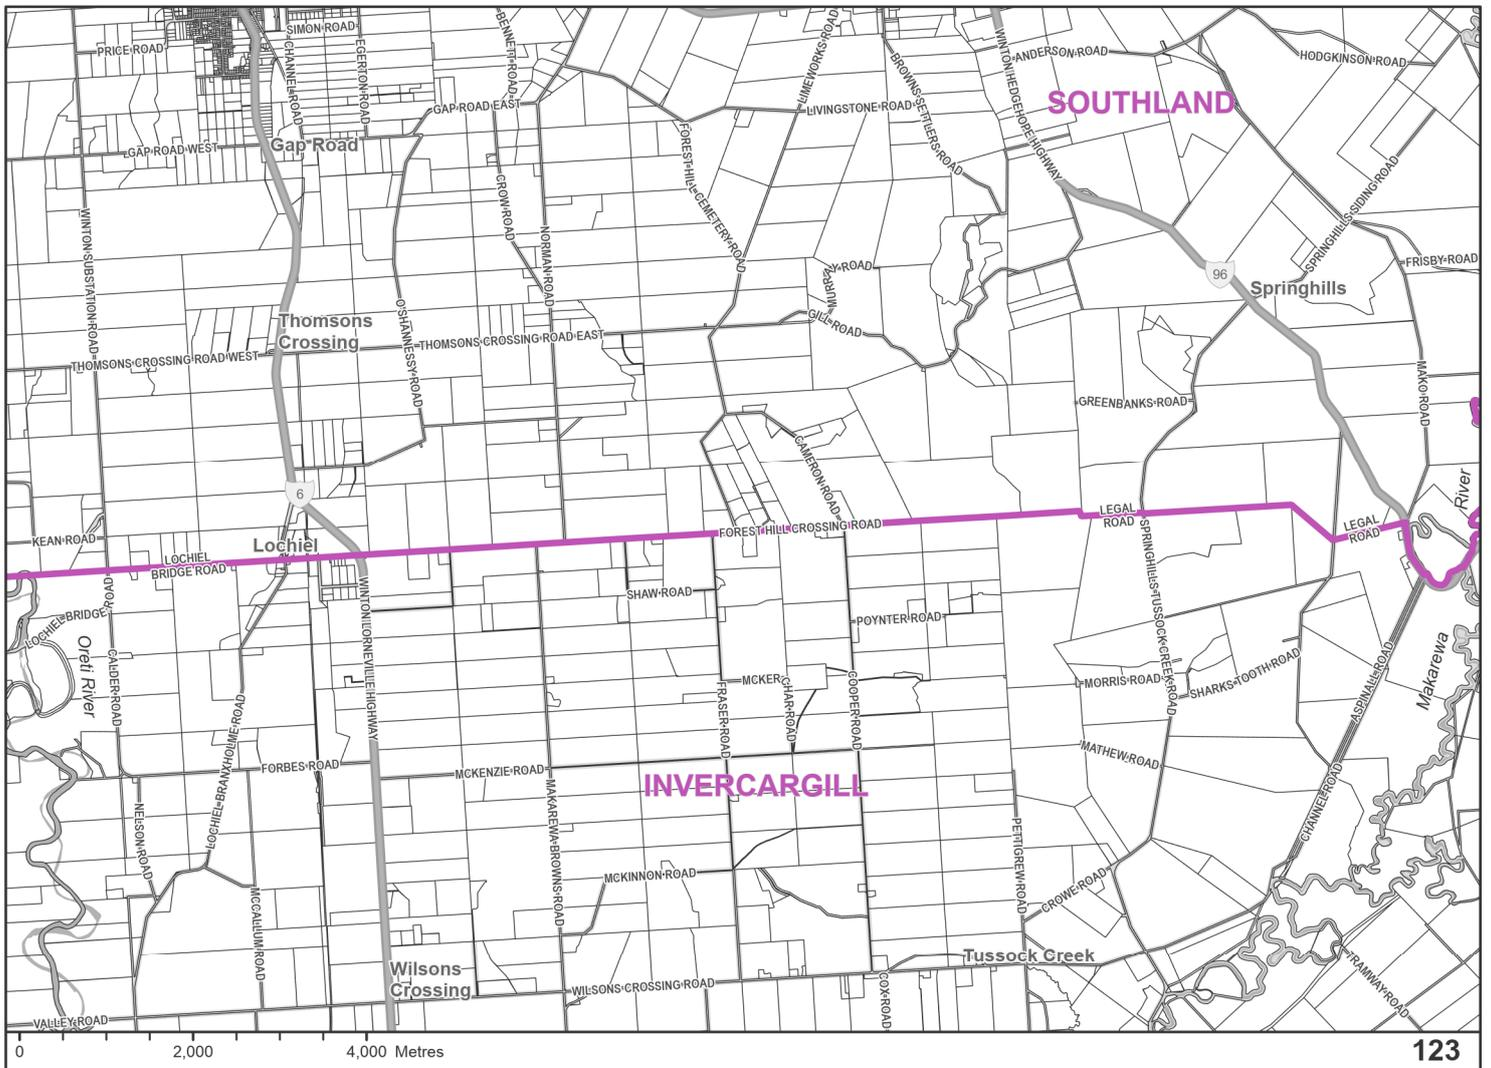 SIMON ROAD
PRICE ROAD
CHANNEL ROAD
EGERTON ROAD
BENNETT ROAD
LIMEWORKS ROAD
BROWNS SETTLERS ROAD
WINTON HEDGEHOPE HIGHWAY
ANDERSON ROAD
HODGKINSON ROAD
SOUTHLAND
GAP ROAD EAST
LIVINGSTONE ROAD
Gap Road
GAP ROAD WEST
FOREST HILL CEMETERY ROAD
CROW ROAD
NORMAN ROAD
WINTON SUBSTATION ROAD
SPRINGHILLS SIDING ROAD
FRISBY ROAD
MURRAY ROAD
96
Springhills
GILL ROAD
O'SHANNESSY ROAD
Thomsons
Crossing
THOMSONS CROSSING ROAD EAST
THOMSONS CROSSING ROAD WEST
MAKO ROAD
GREENBANKS ROAD
CAMERON ROAD
6
River
LEGAL
ROAD
FOREST HILL CROSSING ROAD
LEGAL
ROAD
KEAN ROAD
Lochiel
LOCHIEL
BRIDGE ROAD
SPRINGHILLS TUSSOCK CREEK ROAD
LOCHIEL BRIDGE ROAD
WINTON LORNEVILLE HIGHWAY
SHAW ROAD
POYNTER ROAD
Oreti River
CALDER ROAD
Makarewa
MCKERCHAR ROAD
FRASER ROAD
COOPER ROAD
MORRIS ROAD
SHARKS TOOTH ROAD
ASPINALL ROAD
LOCHIEL BRANXHOLME ROAD
MATHEW ROAD
FORBES ROAD
MCKENZIE ROAD
INVERCARGILL
NELSON ROAD
MAKAREWA BROWNS ROAD
PETTIGREW ROAD
CHANNEL ROAD
MCKINNON ROAD
CROWE ROAD
MCCALLUM ROAD
Wilsons
Crossing
Tussock Creek
WILSONS CROSSING ROAD
COX ROAD
TRAMWAY ROAD
VALLEY ROAD
0 2,000 4,000 Metres
123